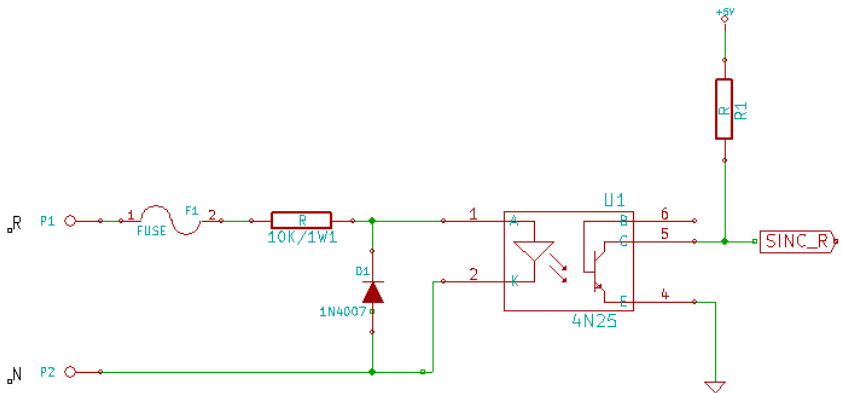 +5V
R
R1
U1
R
P1
1
F1
2
FUSE
R
10K/1W1
1
A
B
6
C
5
SINC_R
D1
1N4007
2
K
E
4
4N25
N
P2